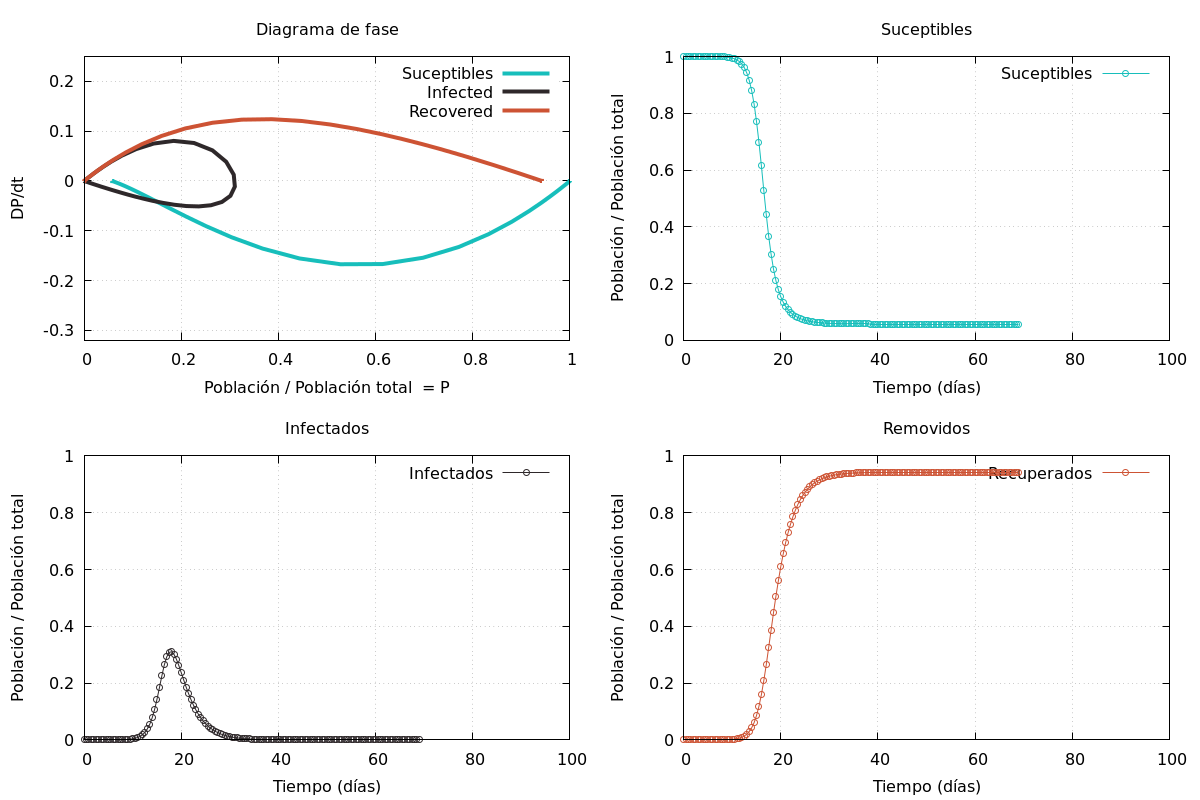 Diagrama de fase
Suceptibles
Infected
Recovered
0.2
0.1
0
-0.1
-0.2
-0.3
DP/dt
0 0.2 0.4 0.6 0.8 1
Población / Población total = P
Suceptibles
Suceptibles
1
0.8
0.6
0.4
0.2
0
Población / Población total
0 20 40 60 80 100
Tiempo (días)
Infectados
Infectados
1
0.8
0.6
0.4
0.2
0
Población / Población total
0 20 40 60 80 100
Tiempo (días)
Removidos
Recuperados
1
0.8
0.6
0.4
0.2
0
Población / Población total
0 20 40 60 80 100
Tiempo (días)